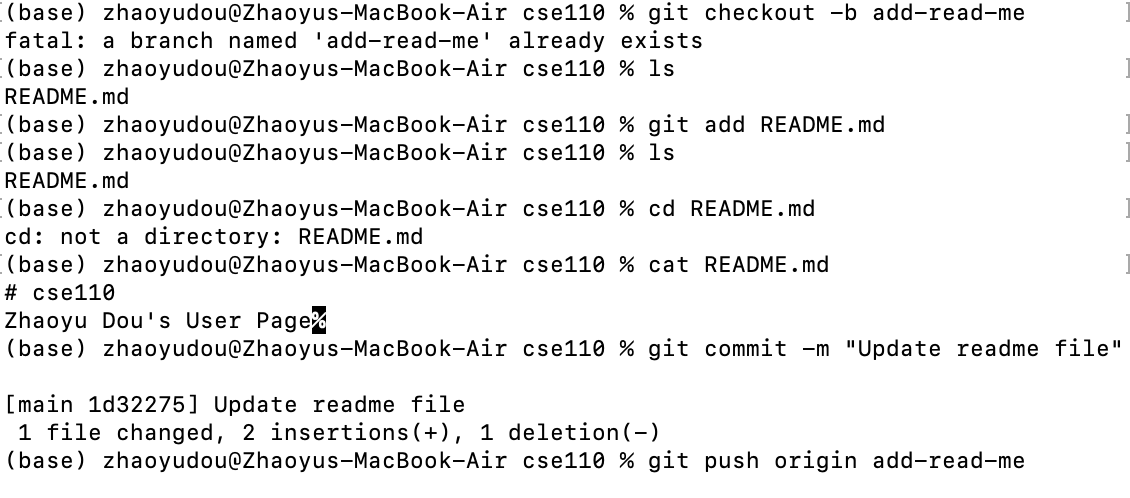 (base) zhaoyudou@Zhaoyus-MacBook-Air cse110 % git checkout -b add-read-me
fatal: a branch named 'add-read-me' already exists
(base) zhaoyudou@Zhaoyus-MacBook-Air cse110 % ls
README.md
(base) zhaoyudou@Zhaoyus-MacBook-Air cse110 % git add README.md
(base) zhaoyudou@Zhaoyus-MacBook-Air cse110 % ls
README.md
(base) zhaoyudou@Zhaoyus-MacBook-Air cse110 % cd README.md
cd: not a directory: README.md
(base) zhaoyudou@Zhaoyus-MacBook-Air cse110 % cat README.md
# cse110
Zhaoyu Dou's User Page%
(base) zhaoyudou@Zhaoyus-MacBook-Air cse110 % git commit -m "Update readme file"
[main 1d32275] Update readme file
 1 file changed, 2 insertions(+), 1 deletion(-)
(base) zhaoyudou@Zhaoyus-MacBook-Air cse110 % git push origin add-read-me